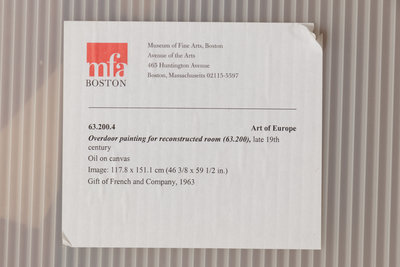 mfa
BOSTON
Museum of Fine Arts, Boston
Avenue of the Arts
465 Huntington Avenue
Boston, Massachusetts 02115-5597
63.200.4 Art of Europe
Overdoor painting for reconstructed room (63.200), late 19th
century
Oil on canvas
Image: 117.8 x 151.1 cm (46 3/8 x 59 1/2 in.)
Gift of French and Company, 1963